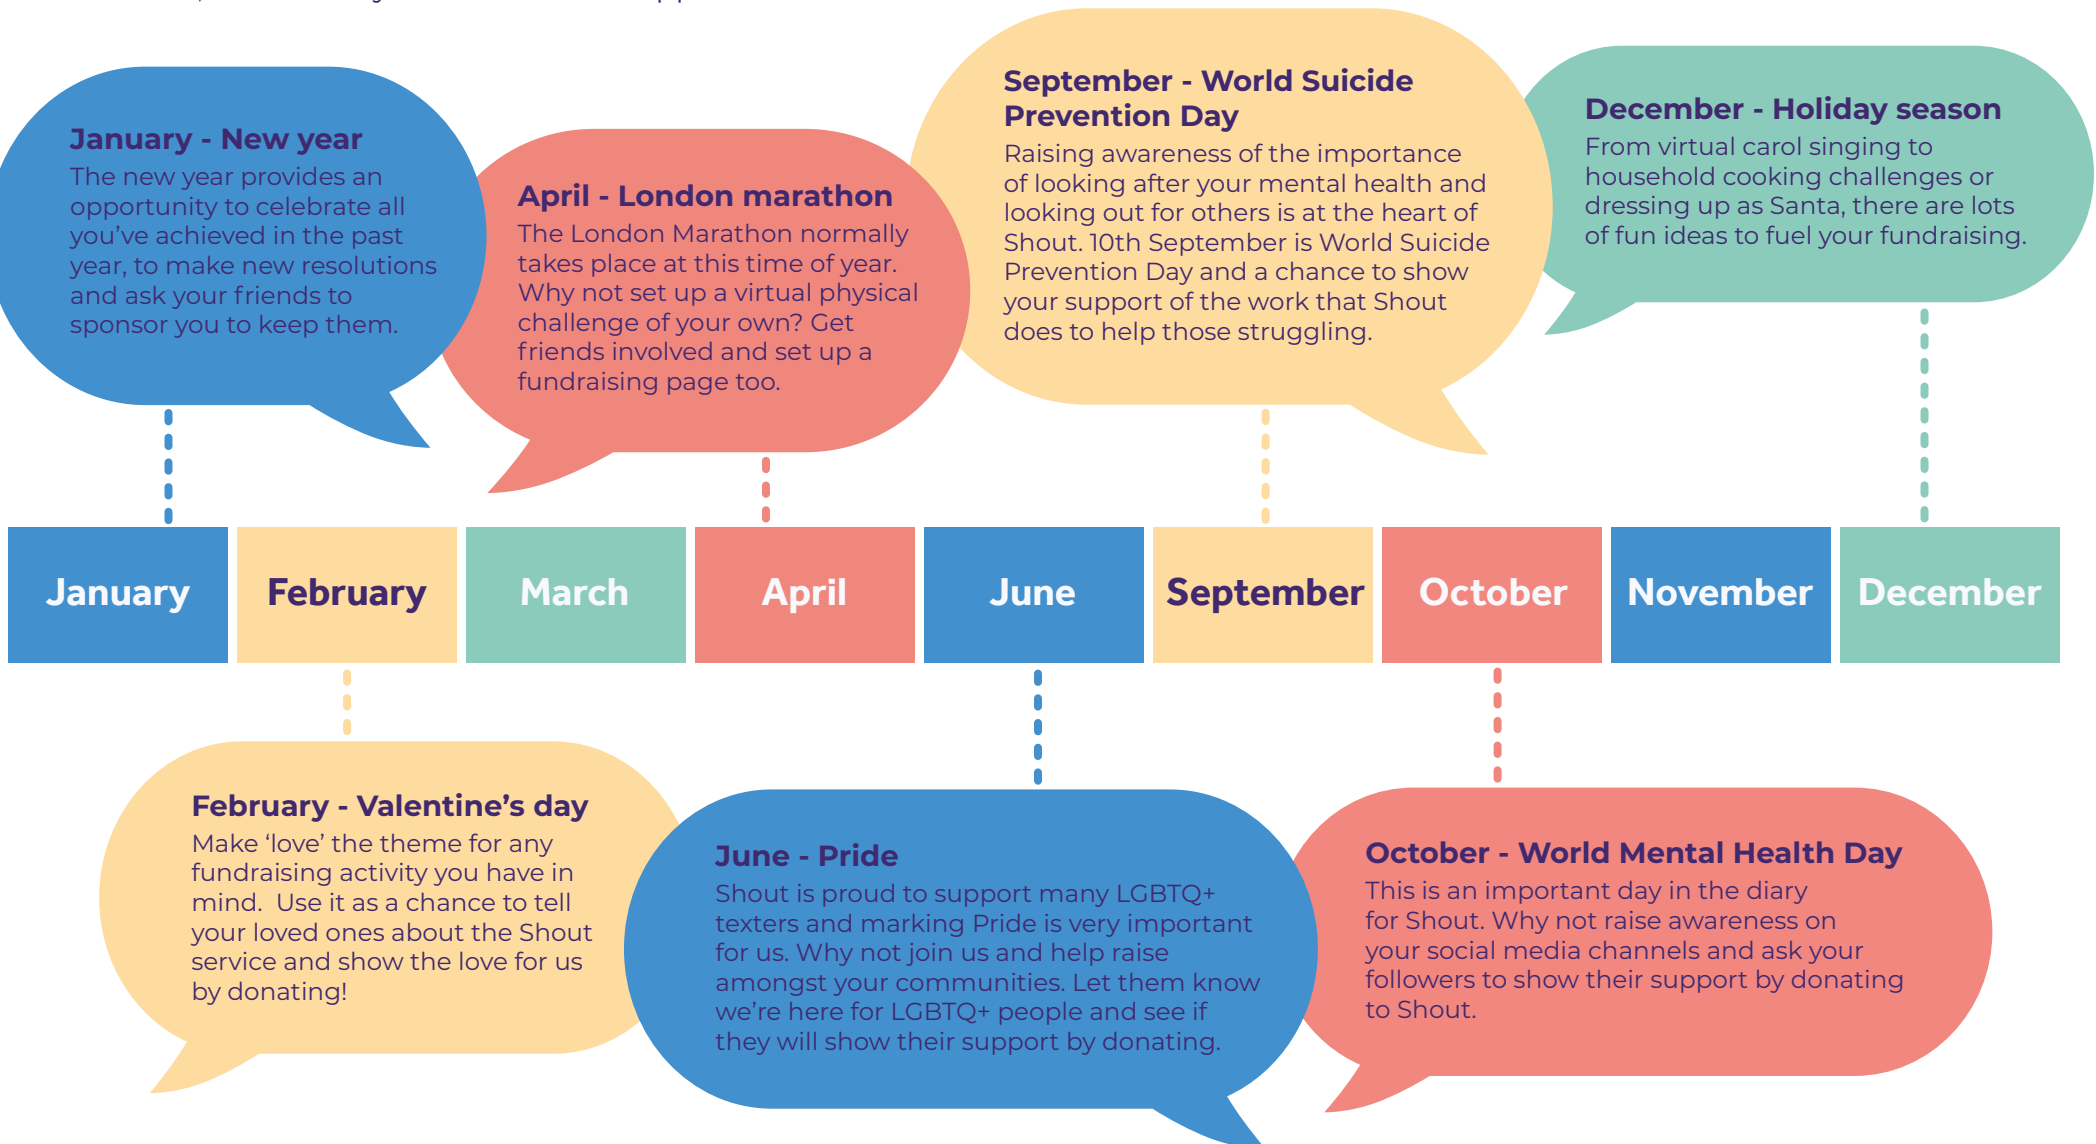 January - New year
The new year provides an
opportunity to celebrate all
you’ve achieved in the past
year, to make new resolutions
and ask your friends to
sponsor you to keep them.
April - London marathon
The London Marathon normally
takes place at this time of year.
Why not set up a virtual physical
challenge of your own? Get
friends involved and set up a
fundraising page too.
September - World Suicide
Prevention Day
Raising awareness of the importance
of looking after your mental health and
looking out for others is at the heart of
Shout. 10th September is World Suicide
Prevention Day and a chance to show
your support of the work that Shout
does to help those struggling.
December - Holiday season
From virtual carol singing to
household cooking challenges or
dressing up as Santa, there are lots
of fun ideas to fuel your fundraising.
January
February
March
April
June
September
October
November
December
February - Valentine’s day
Make ‘love’ the theme for any
fundraising activity you have in
mind.  Use it as a chance to tell
your loved ones about the Shout
service and show the love for us
by donating!
June - Pride
Shout is proud to support many LGBTQ+
texters and marking Pride is very important
for us. Why not join us and help raise
amongst your communities. Let them know
we’re here for LGBTQ+ people and see if
they will show their support by donating.
October - World Mental Health Day
This is an important day in the diary
for Shout. Why not raise awareness on
your social media channels and ask your
followers to show their support by donating
to Shout.